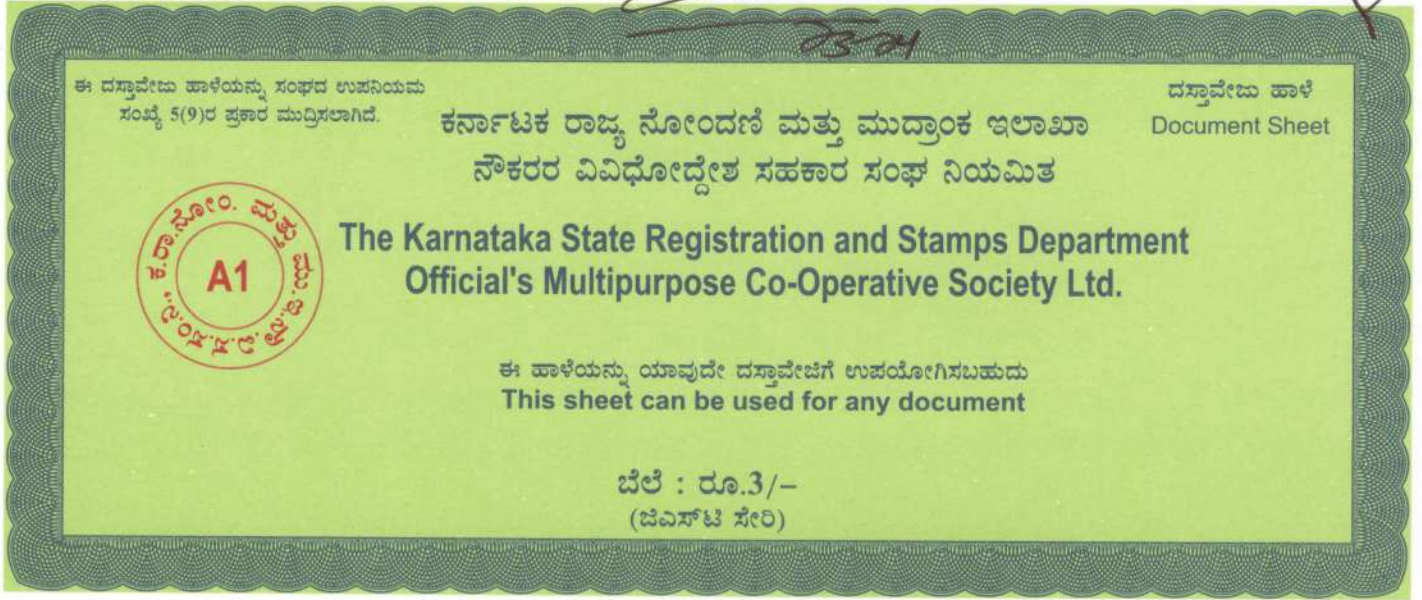 ಈ ದಸ್ತಾವೇಜು ಹಾಳೆಯನ್ನು ಸಂಘದ ಉಪನಿಯಮ
ಸಂಖ್ಯೆ 5(9)ರ ಪ್ರಕಾರ ಮುದ್ರಿಸಲಾಗಿದೆ.
ದಸ್ತಾವೇಜು ಹಾಳೆ
Document Sheet
ಕರ್ನಾಟಕ ರಾಜ್ಯ ನೋಂದಣಿ ಮತ್ತು ಮುದ್ರಾಂಕ ಇಲಾಖಾ
ನೌಕರರ ವಿವಿಧೋದ್ದೇಶ ಸಹಕಾರ ಸಂಘ ನಿಯಮಿತ
ಕ.ರಾ.ನೋಂ. ಮತ್ತು ಮು.ಇ.ನೌ.ವಿ.ಸ.ಸಂ.ನಿ.,
A1
The Karnataka State Registration and Stamps Department
Official's Multipurpose Co-Operative Society Ltd.
ಈ ಹಾಳೆಯನ್ನು ಯಾವುದೇ ದಸ್ತಾವೇಜಿಗೆ ಉಪಯೋಗಿಸಬಹುದು
This sheet can be used for any document
ಬೆಲೆ : ರೂ.3/–
(ಜಿಎಸ್‌ಟಿ ಸೇರಿ)